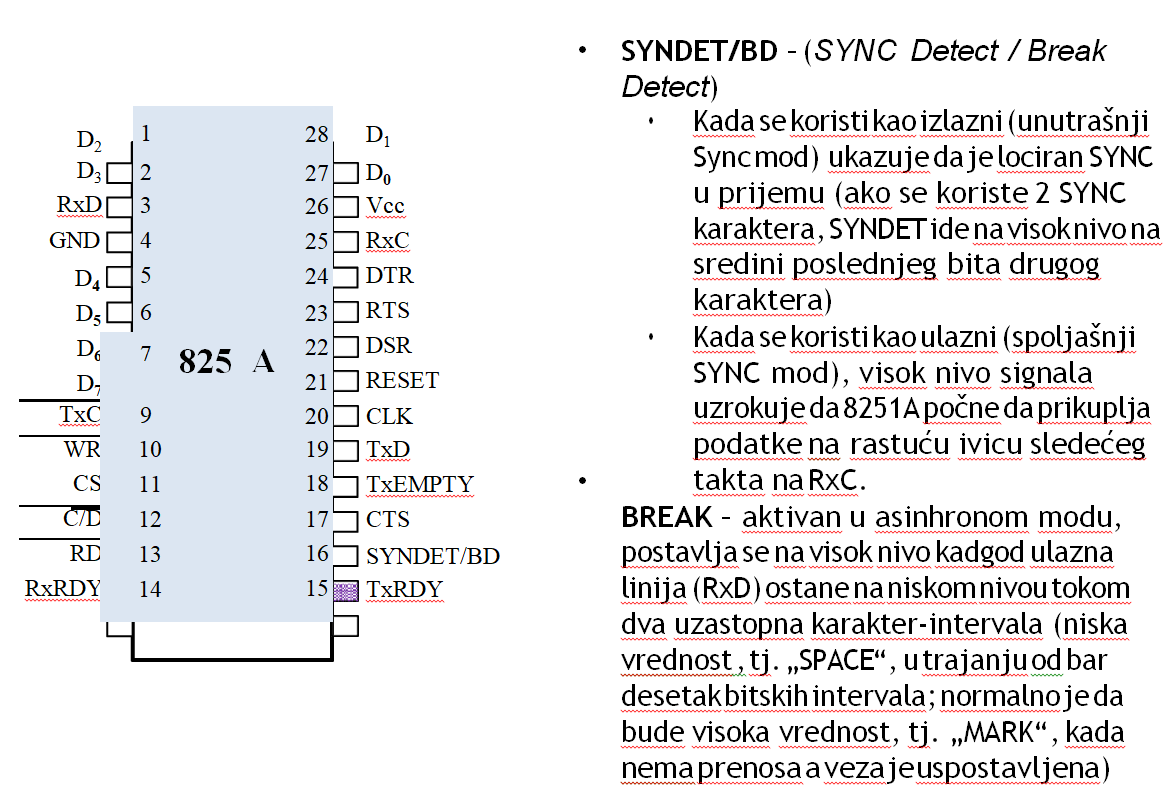 D2
D3
RxD
GND
D4
D5
D6
D7
TxC
WR
CS
C/D
RD
RxRDY
1
2
3
4
5
6
7
9
10
11
12
13
14
825 A
28
27
26
25
24
23
22
21
20
19
18
17
16
15
D1
D0
Vcc
RxC
DTR
RTS
DSR
RESET
CLK
TxD
TxEMPTY
CTS
SYNDET/BD
TxRDY
• SYNDET/BD - (SYNC Detect / Break
Detect)
• Kada se koristi kao izlazni (unutrašnji
Sync mod) ukazuje da je lociran SYNC
u prijemu (ako se koriste 2 SYNC
karaktera, SYNDET ide na visok nivo na
sredini poslednjeg bita drugog
karaktera)
• Kada se koristi kao ulazni (spoljašnji
SYNC mod), visok nivo signala
uzrokuje da 8251A počne da prikuplja
podatke na rastuću ivicu sledećeg
takta na RxC.
•
BREAK – aktivan u asinhronom modu,
postavlja se na visok nivo kadgod ulazna
linija (RxD) ostane na niskom nivou tokom
dva uzastopna karakter-intervala (niska
vrednost, tj. „SPACE“, u trajanju od bar
desetak bitskih intervala; normalno je da
bude visoka vrednost, tj. „MARK“, kada
nema prenosa a veza je uspostavljena)